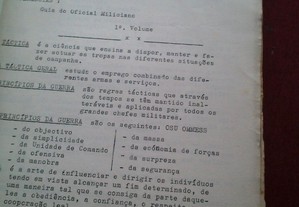 Guia do Oficial Miliciano
1º. Volume
x x
TÁCTICA é a ciência que ensina a dispor, manter e fa-
zer actuar as tropas nas diferentes situações
de campanha.
TÁCTICA GERAL estuda o emprego combinado das dife-
rentes armas e serviços.
PRINCÍPIOS DA GUERRA são regras tácticas que através
dos tempos se têm mantido inal-
teráveis e aplicadas por todos os
grandes chefes militares.
PRINCÍPIOS DA GUERRA são os seguintes:
- do objectivo - da massa
- da simplicidade - da economia de forças
- da Unidade de Comando - da surpresa
- da ofensiva - da segurança
- da manobra
é a arte de influenciar e dirigir os indivíduos
tendo em vista alcançar um fim determinado, de
uma maneira tal que se consiga da parte daque-
les a obediência, a confiança, o respeito
cooperação leal